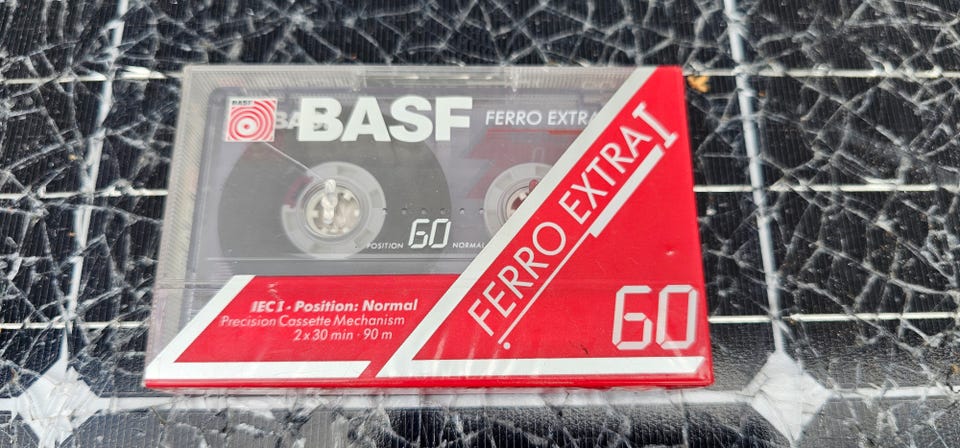 BASF
BASF FERRO EXTRA
FERRO EXTRA I
POSITION 60 NORMAL
IEC I - Position: Normal
Precision Cassette Mechanism
2 x 30 min · 90 m
60